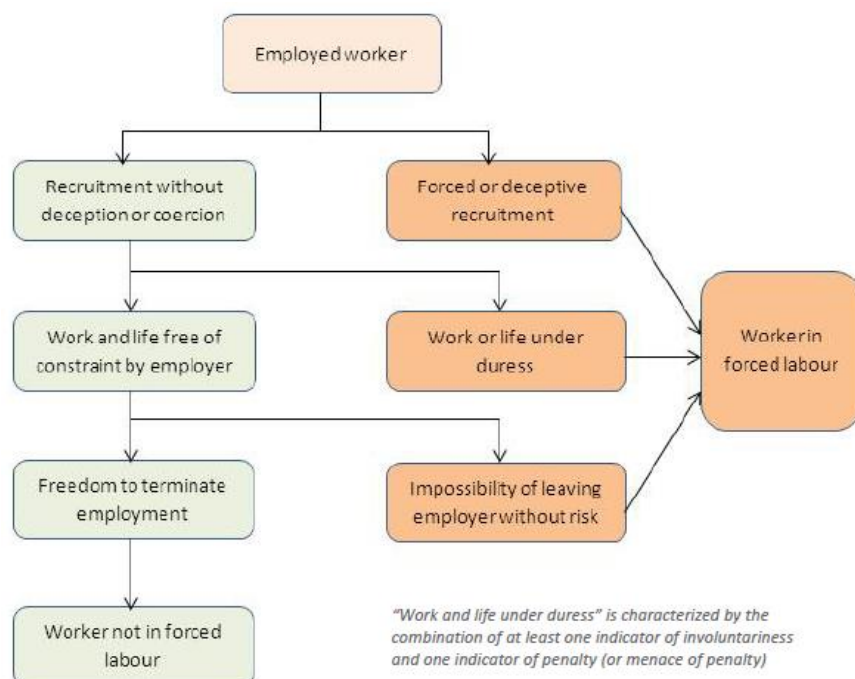 Employed worker
Recruitment without
deception or coercion
Forced or deceptive
recruitment
Work and life free of
constraint by employer
Work or life under
duress
Worker in
forced labour
Freedom to terminate
employment
Impossibility of leaving
employer without risk
Worker not in forced
labour
"Work and life under duress" is characterized by the
combination of at least one indicator of involuntariness
and one indicator of penalty (or menace of penalty)